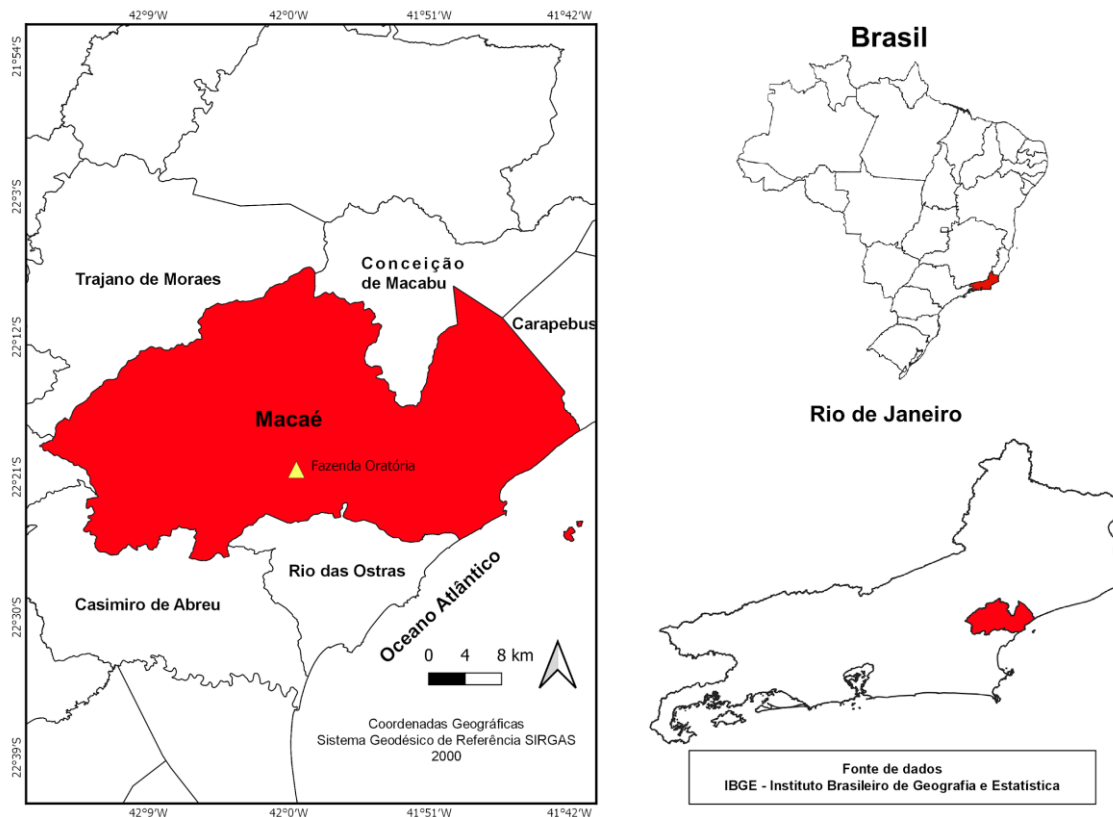 42°9'W 42°0'W 41°51'W 41°42'W
21°54'S
22°3'S
22°12'S
22°21'S
22°30'S
22°39'S
Trajano de Moraes
Conceição
de Macabu
Carapebus
Macaé
Fazenda Oratória
Rio das Ostras
Casimiro de Abreu
Oceano Atlântico
0 4 8 km
Coordenadas Geográficas
Sistema Geodésico de Referência SIRGAS
2000
42°9'W 42°0'W 41°51'W 41°42'W
Brasil
Rio de Janeiro
Fonte de dados
IBGE - Instituto Brasileiro de Geografia e Estatística